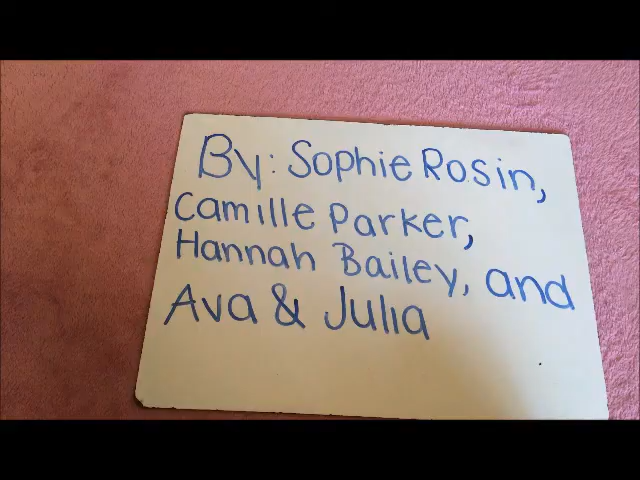 By: Sophie Rosin,
Camille Parker,
Hannah Bailey, and
Ava & Julia